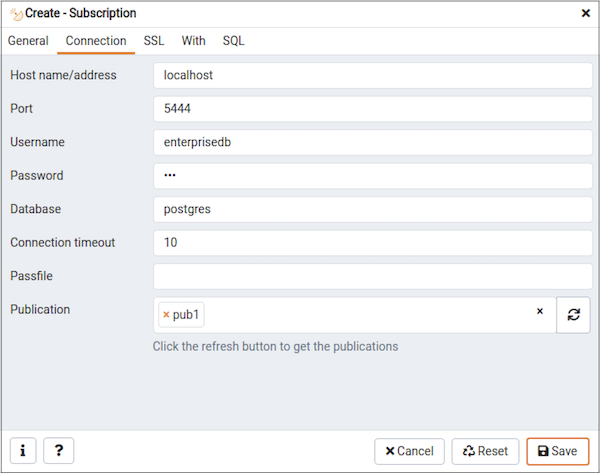 Create - Subscription
General Connection SSL With SQL
Host name/address localhost
Port 5444
Username enterprisedb
Password •••
Database postgres
Connection timeout 10
Passfile
Publication × pub1 ×
Click the refresh button to get the publications
i ? Cancel Reset Save